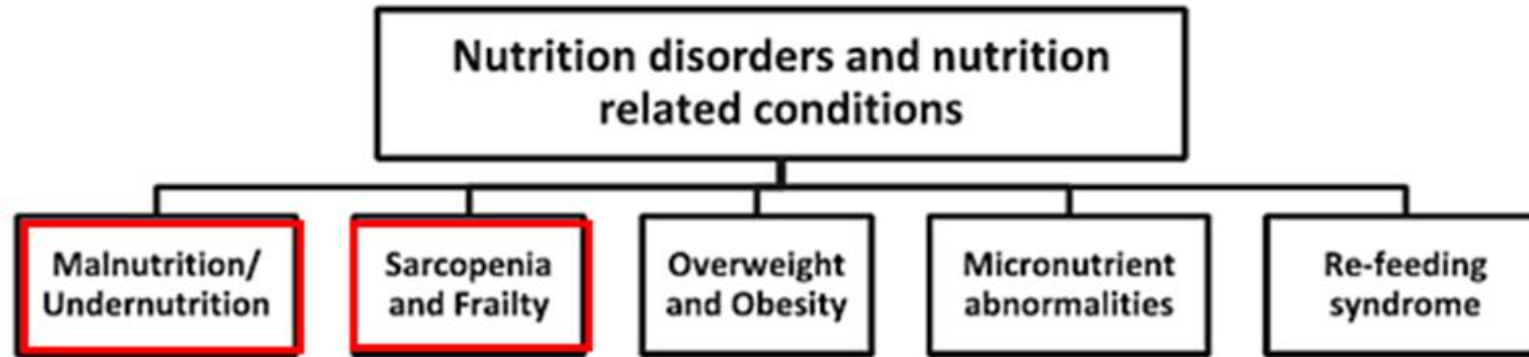 Nutrition disorders and nutrition
related conditions
Malnutrition/
Undernutrition
Sarcopenia
and Frailty
Overweight
and Obesity
Micronutrient
abnormalities
Re-feeding
syndrome